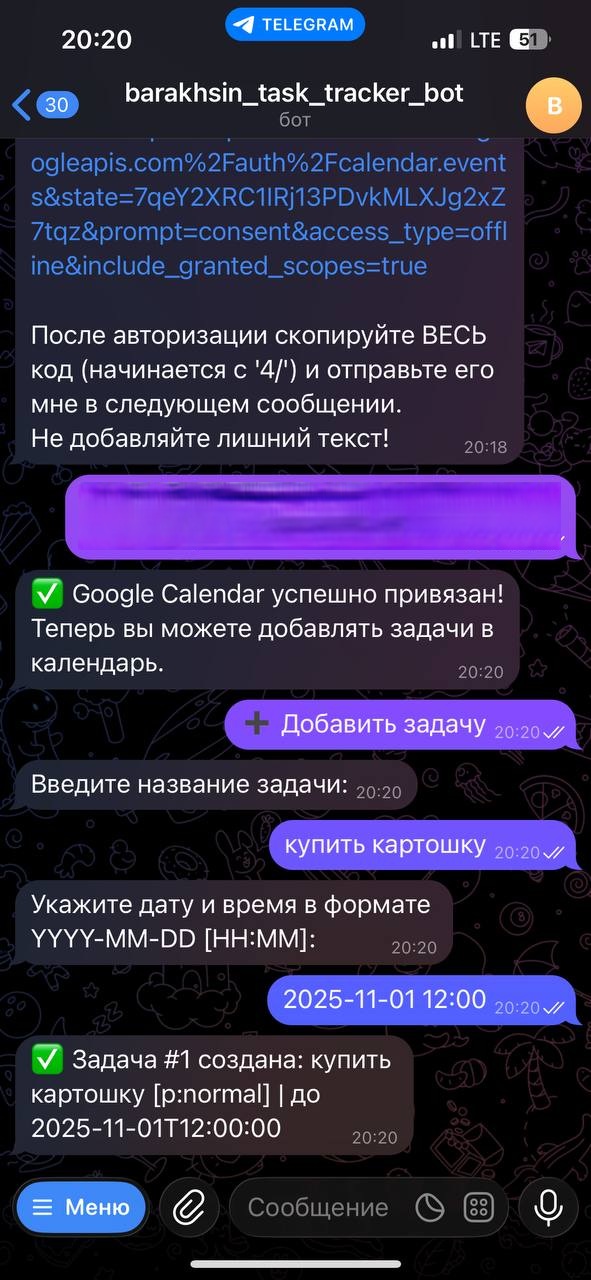 20:20
TELEGRAM
LTE
51
30
barakhsin_task_tracker_bot
бот
B
ogleapis.com%2Fauth%2Fcalendar.event
s&state=7qeY2XRC1lRj13PDvkMLXJg2xZ
7tqz&prompt=consent&access_type=offl
ine&include_granted_scopes=true
После авторизации скопируйте ВЕСЬ
код (начинается с '4/') и отправьте его
мне в следующем сообщении.
Не добавляйте лишний текст!
20:18
✅ Google Calendar успешно привязан!
Теперь вы можете добавлять задачи в
календарь.
20:20
➕ Добавить задачу 20:20
Введите название задачи: 20:20
купить картошку 20:20
Укажите дату и время в формате
YYYY-MM-DD [HH:MM]:
20:20
2025-11-01 12:00 20:20
✅ Задача #1 создана: купить
картошку [p:normal] | до
2025-11-01T12:00:00
20:20
Меню
Сообщение